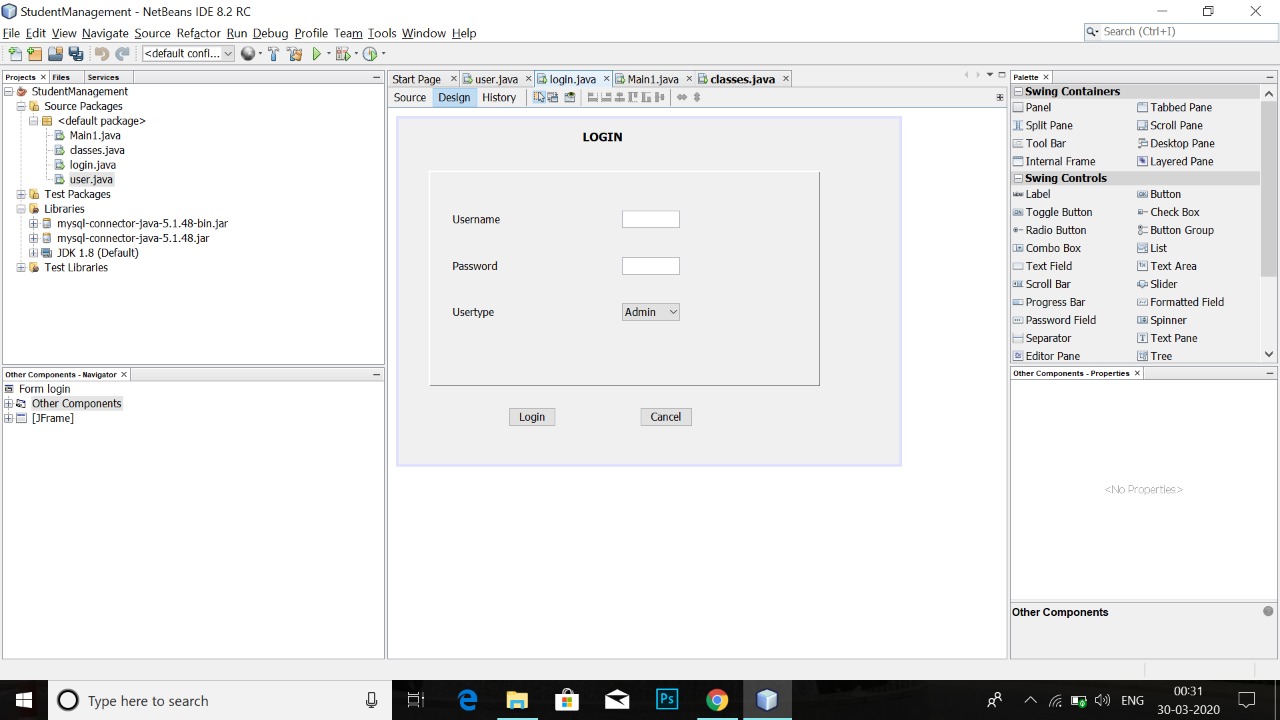 StudentManagement - NetBeans IDE 8.2 RC
File Edit View Navigate Source Refactor Run Debug Profile Team Tools Window Help
Search (Ctrl+I)
<default confi...
Projects Files Services
StudentManagement
Source Packages
<default package>
Main1.java
classes.java
login.java
user.java
Test Packages
Libraries
mysql-connector-java-5.1.48-bin.jar
mysql-connector-java-5.1.48.jar
JDK 1.8 (Default)
Test Libraries
Other Components - Navigator
Form login
Other Components
[JFrame]
Start Page user.java login.java Main1.java classes.java
Source Design History
LOGIN
Username
Password
Usertype Admin
Login Cancel
Palette
Swing Containers
Panel Tabbed Pane
Split Pane Scroll Pane
Tool Bar Desktop Pane
Internal Frame Layered Pane
Swing Controls
Label Button
Toggle Button Check Box
Radio Button Button Group
Combo Box List
Text Field Text Area
Scroll Bar Slider
Progress Bar Formatted Field
Password Field Spinner
Separator Text Pane
Editor Pane Tree
Other Components - Properties
<No Properties>
Other Components
Type here to search
Ps
ENG
00:31
30-03-2020